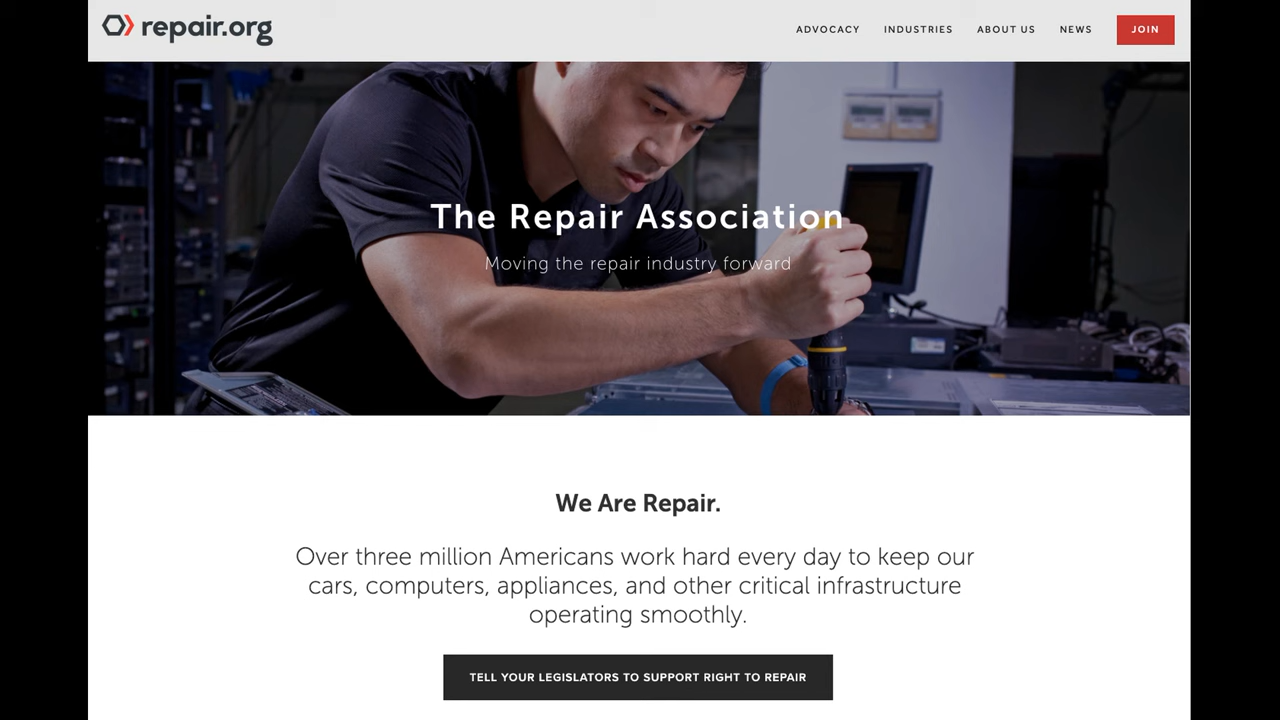 repair.org
ADVOCACY INDUSTRIES ABOUT US NEWS JOIN
The Repair Association
Moving the repair industry forward
We Are Repair.
Over three million Americans work hard every day to keep our
cars, computers, appliances, and other critical infrastructure
operating smoothly.
TELL YOUR LEGISLATORS TO SUPPORT RIGHT TO REPAIR